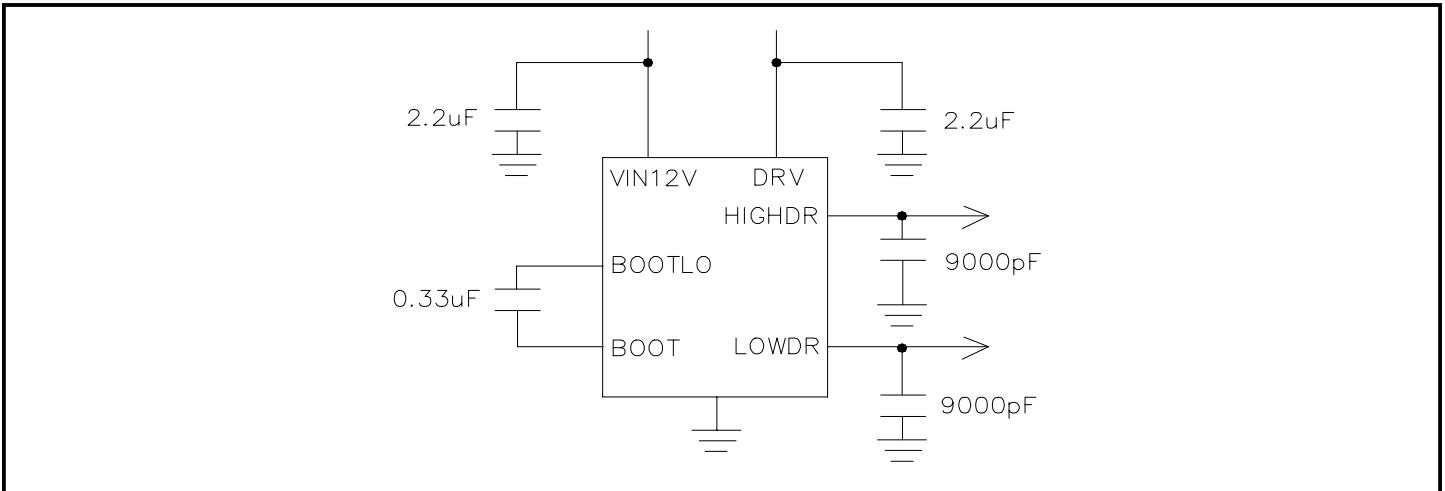 2.2uF
2.2uF
VIN12V
DRV
HIGHDR
9000pF
BOOTLO
0.33uF
BOOT
LOWDR
9000pF